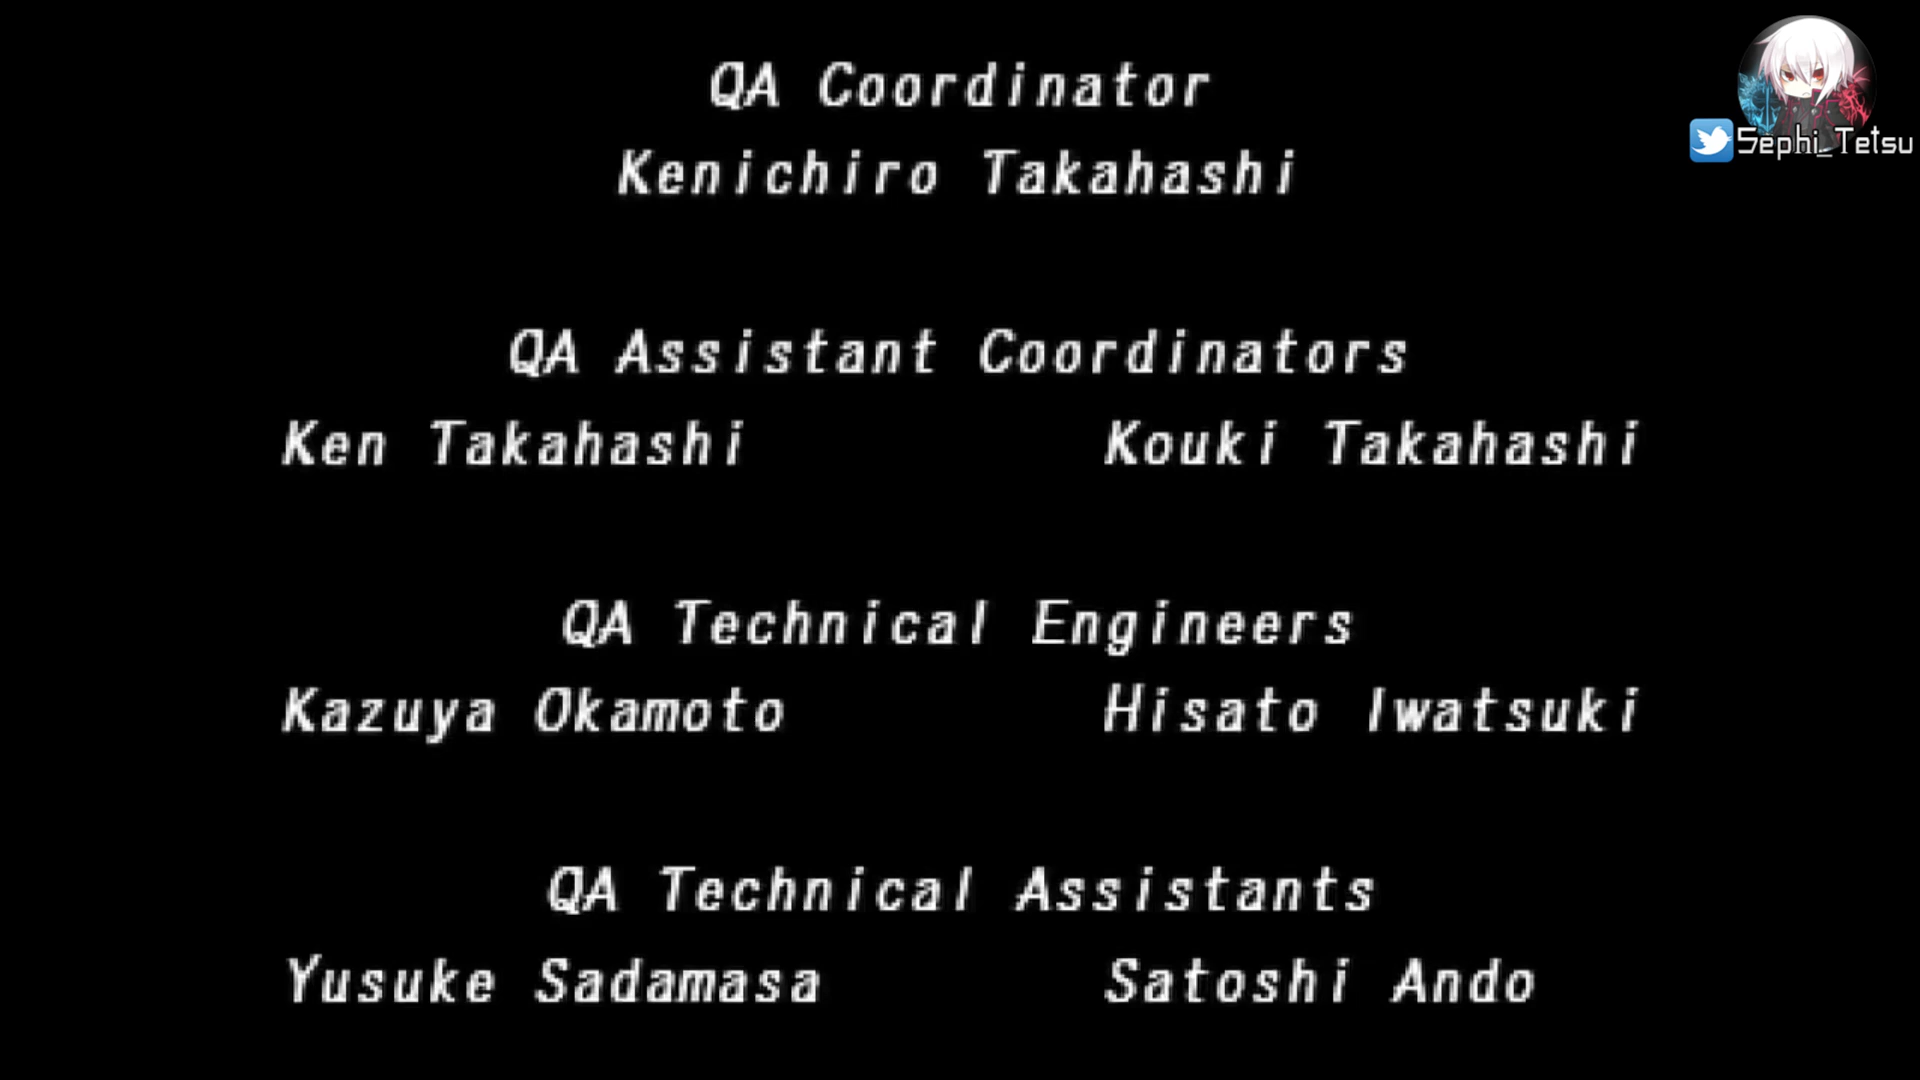 QA Coordinator
Kenichiro Takahashi
QA Assistant Coordinators
Ken Takahashi Kouki Takahashi
QA Technical Engineers
Kazuya Okamoto Hisato Iwatsuki
QA Technical Assistants
Yusuke Sadamasa Satoshi Ando
Sephi_Tetsu